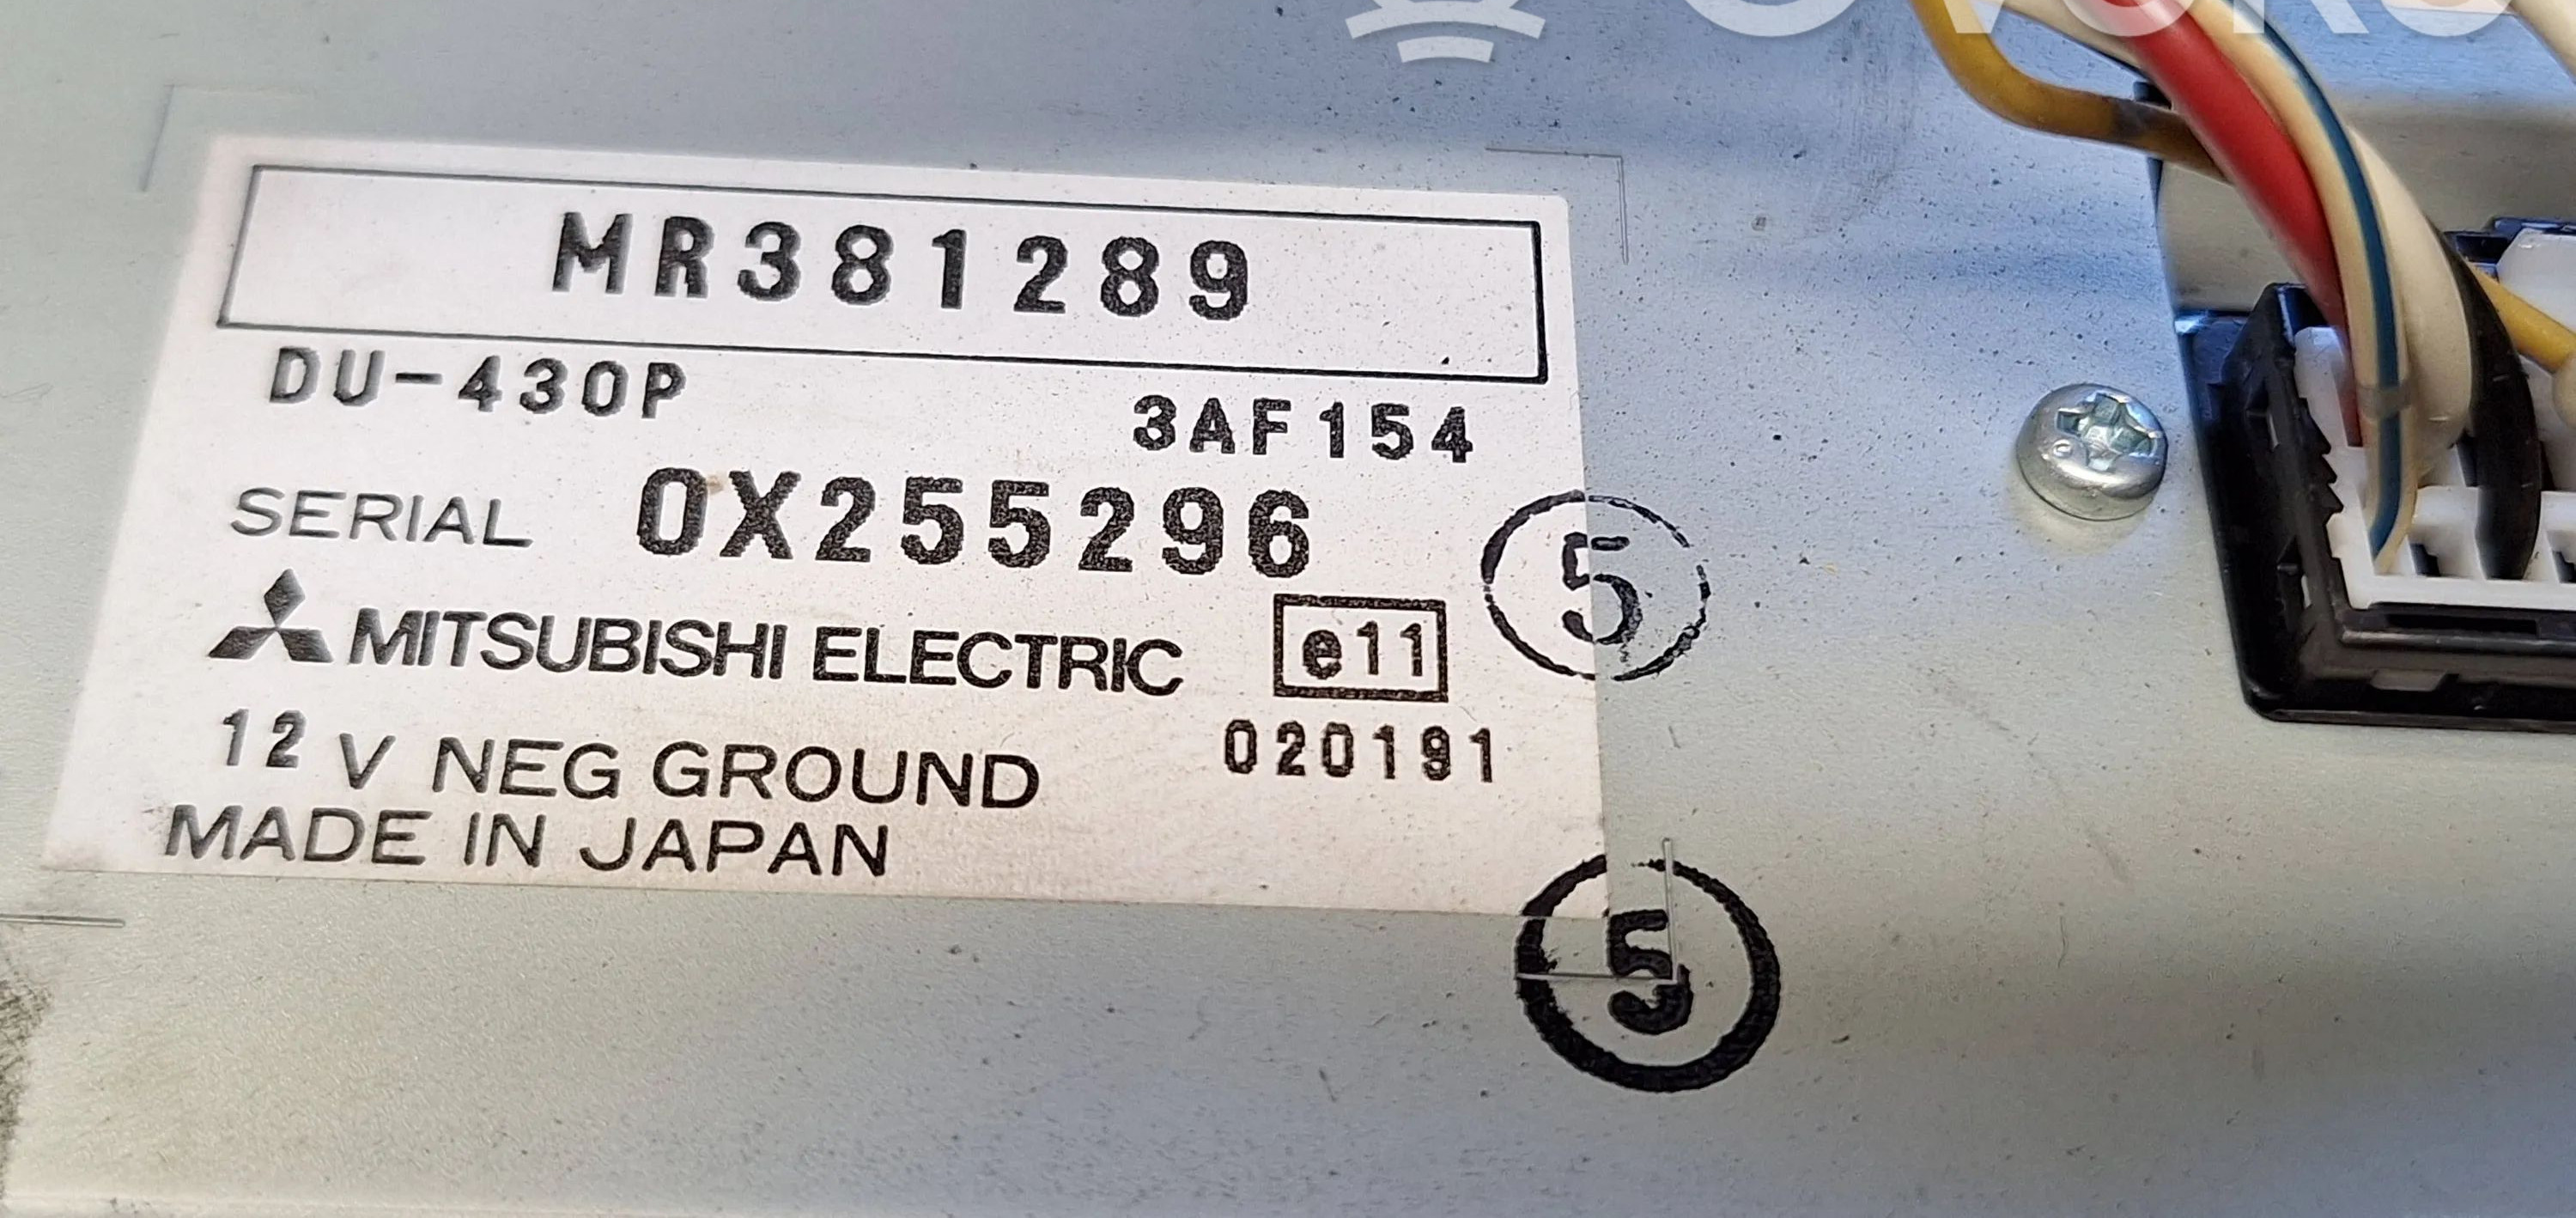 MR381289
DU-430P
3AF154
SERIAL 0X255296
5
MITSUBISHI ELECTRIC e11
12 V NEG GROUND 020191
MADE IN JAPAN
5